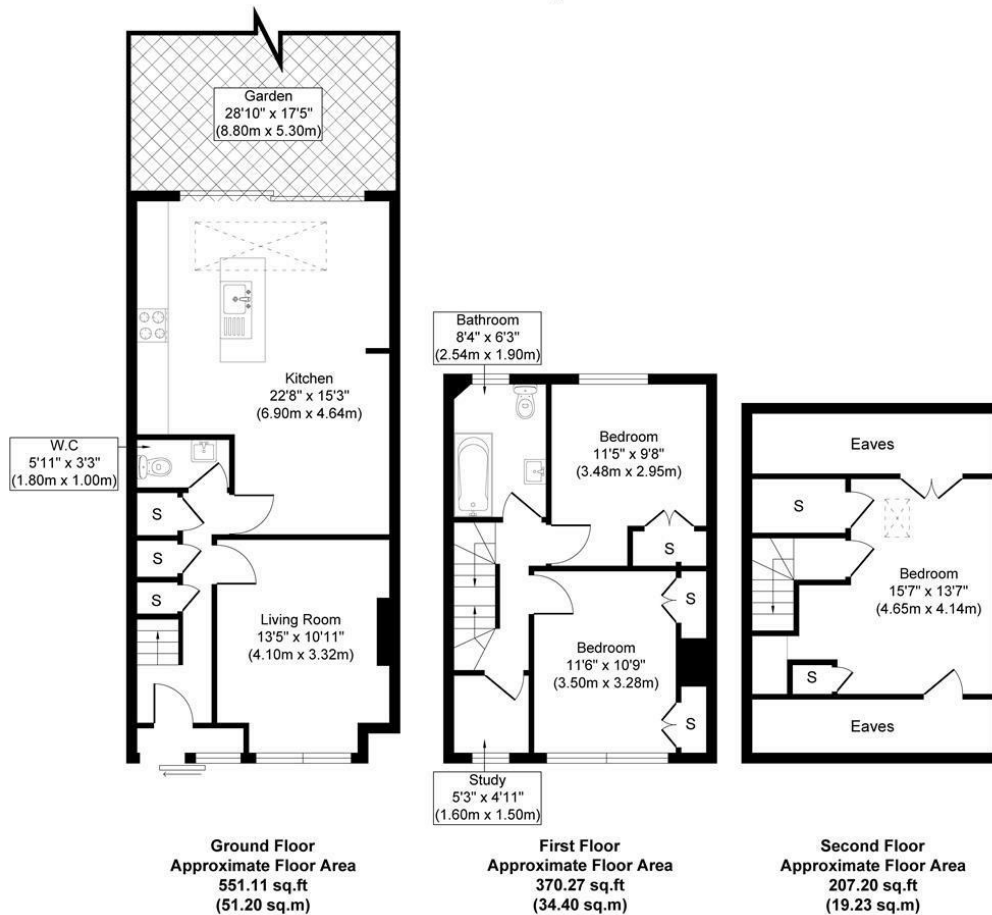 Garden
28'10" x 17'5"
(8.80m x 5.30m)
Kitchen
22'8" x 15'3"
(6.90m x 4.64m)
W.C
5'11" x 3'3"
(1.80m x 1.00m)
S
S
S
Living Room
13'5" x 10'11"
(4.10m x 3.32m)
Ground Floor
Approximate Floor Area
551.11 sq.ft
(51.20 sq.m)
Bathroom
8'4" x 6'3"
(2.54m x 1.90m)
Bedroom
11'5" x 9'8"
(3.48m x 2.95m)
S
S
Bedroom
11'6" x 10'9"
(3.50m x 3.28m)
S
Study
5'3" x 4'11"
(1.60m x 1.50m)
First Floor
Approximate Floor Area
370.27 sq.ft
(34.40 sq.m)
Eaves
S
Bedroom
15'7" x 13'7"
(4.65m x 4.14m)
S
Eaves
Second Floor
Approximate Floor Area
207.20 sq.ft
(19.23 sq.m)